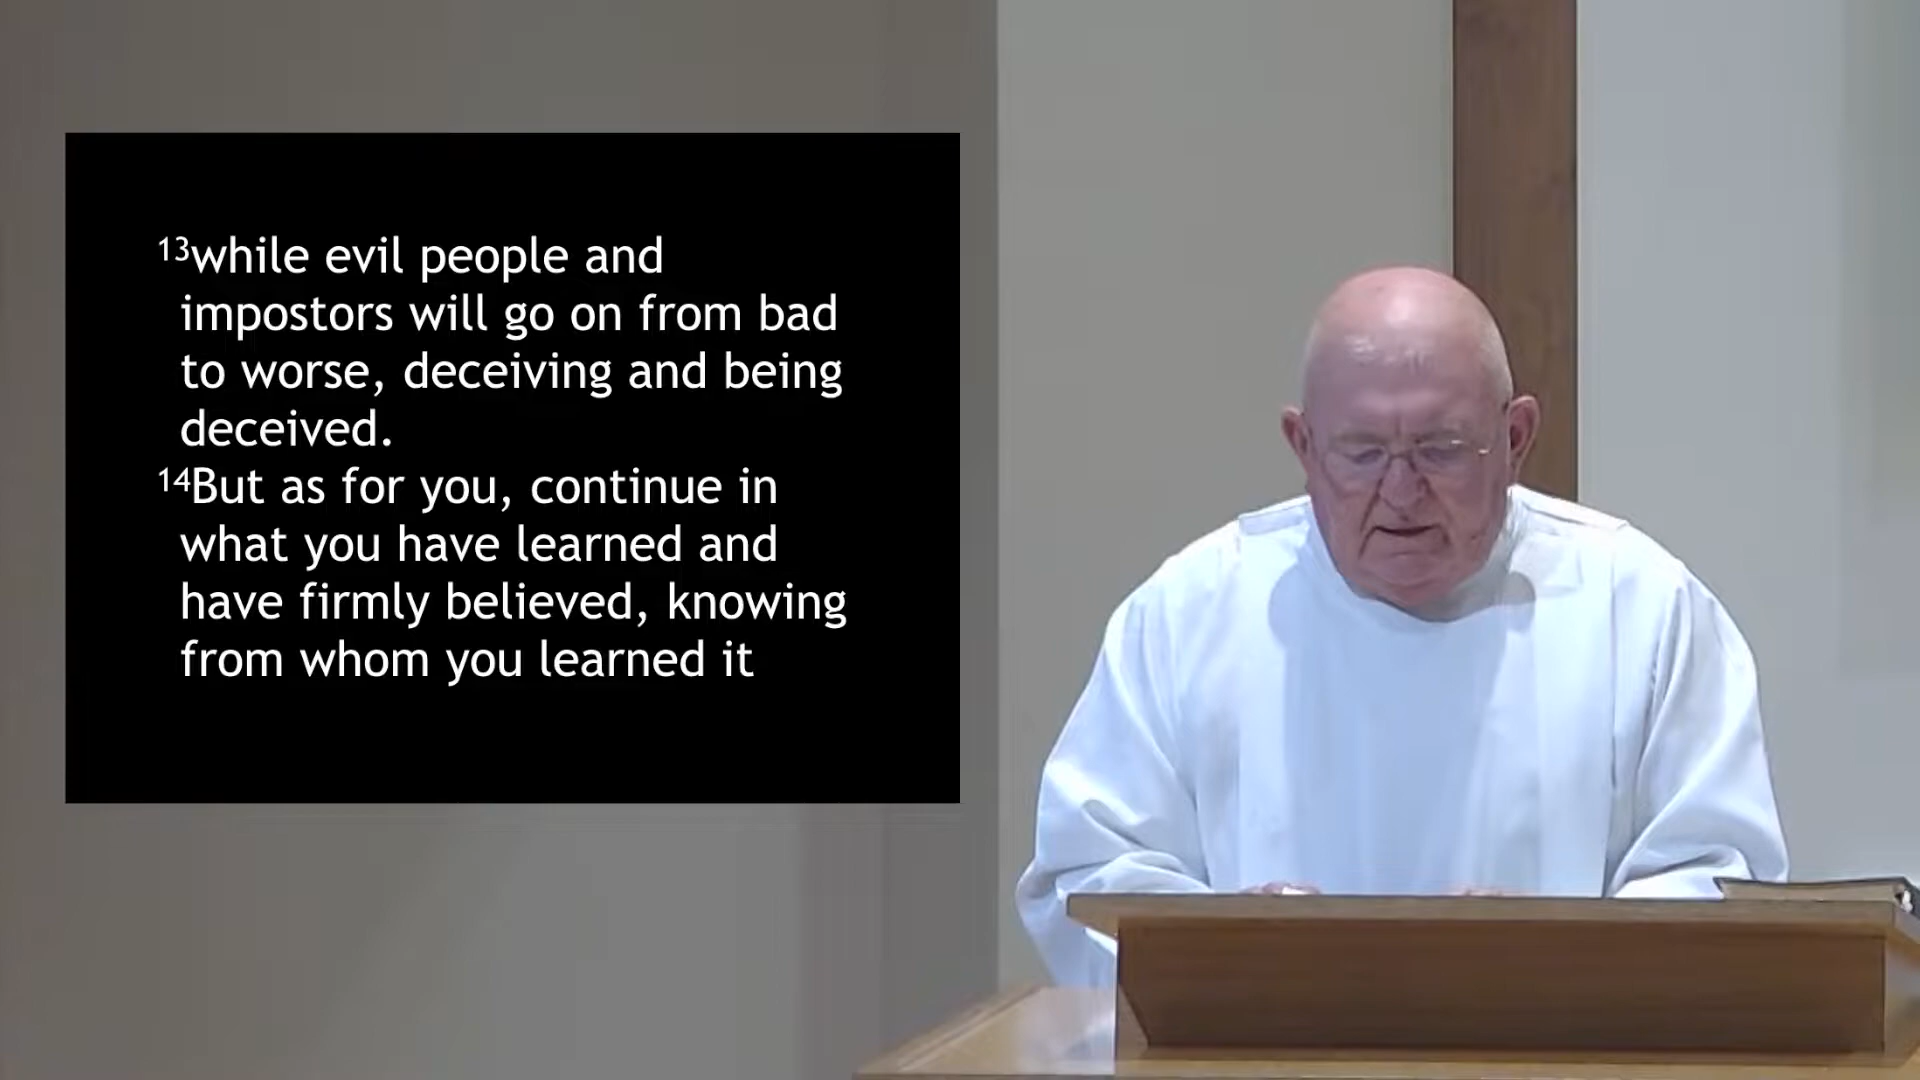 ¹³while evil people and
impostors will go on from bad
to worse, deceiving and being
deceived.
¹⁴But as for you, continue in
what you have learned and
have firmly believed, knowing
from whom you learned it